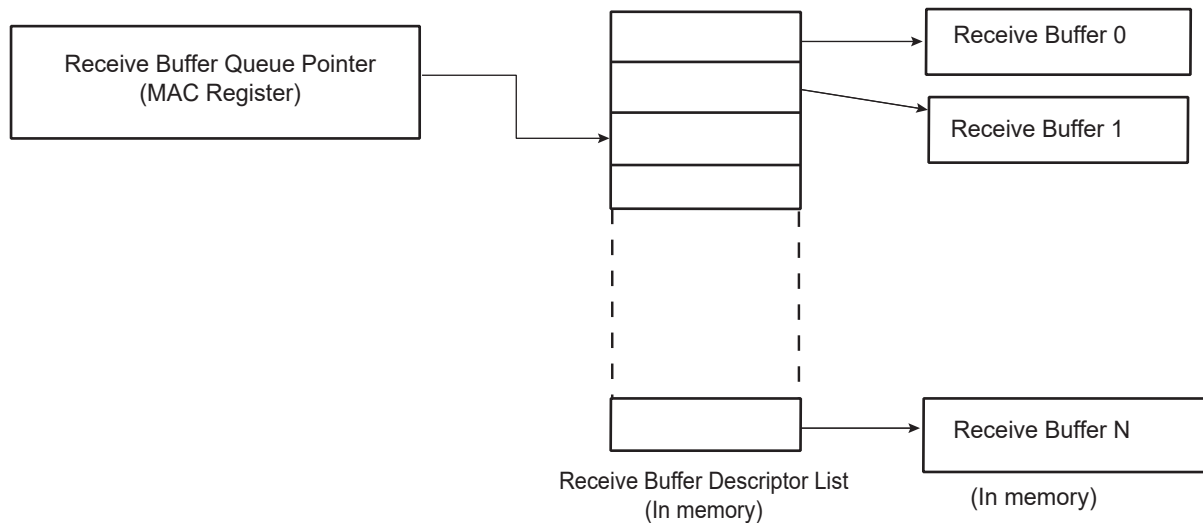 Receive Buffer Queue Pointer
(MAC Register)
Receive Buffer 0
Receive Buffer 1
Receive Buffer N
Receive Buffer Descriptor List
(In memory)
(In memory)